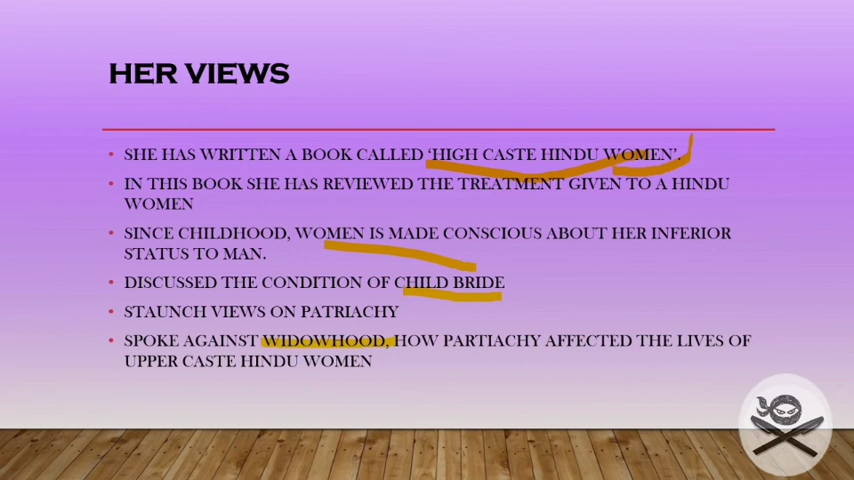 HER VIEWS
• SHE HAS WRITTEN A BOOK CALLED ‘HIGH CASTE HINDU WOMEN’.
• IN THIS BOOK SHE HAS REVIEWED THE TREATMENT GIVEN TO A HINDU
WOMEN
• SINCE CHILDHOOD, WOMEN IS MADE CONSCIOUS ABOUT HER INFERIOR
STATUS TO MAN.
• DISCUSSED THE CONDITION OF CHILD BRIDE
• STAUNCH VIEWS ON PATRIACHY
• SPOKE AGAINST WIDOWHOOD, HOW PARTIACHY AFFECTED THE LIVES OF
UPPER CASTE HINDU WOMEN